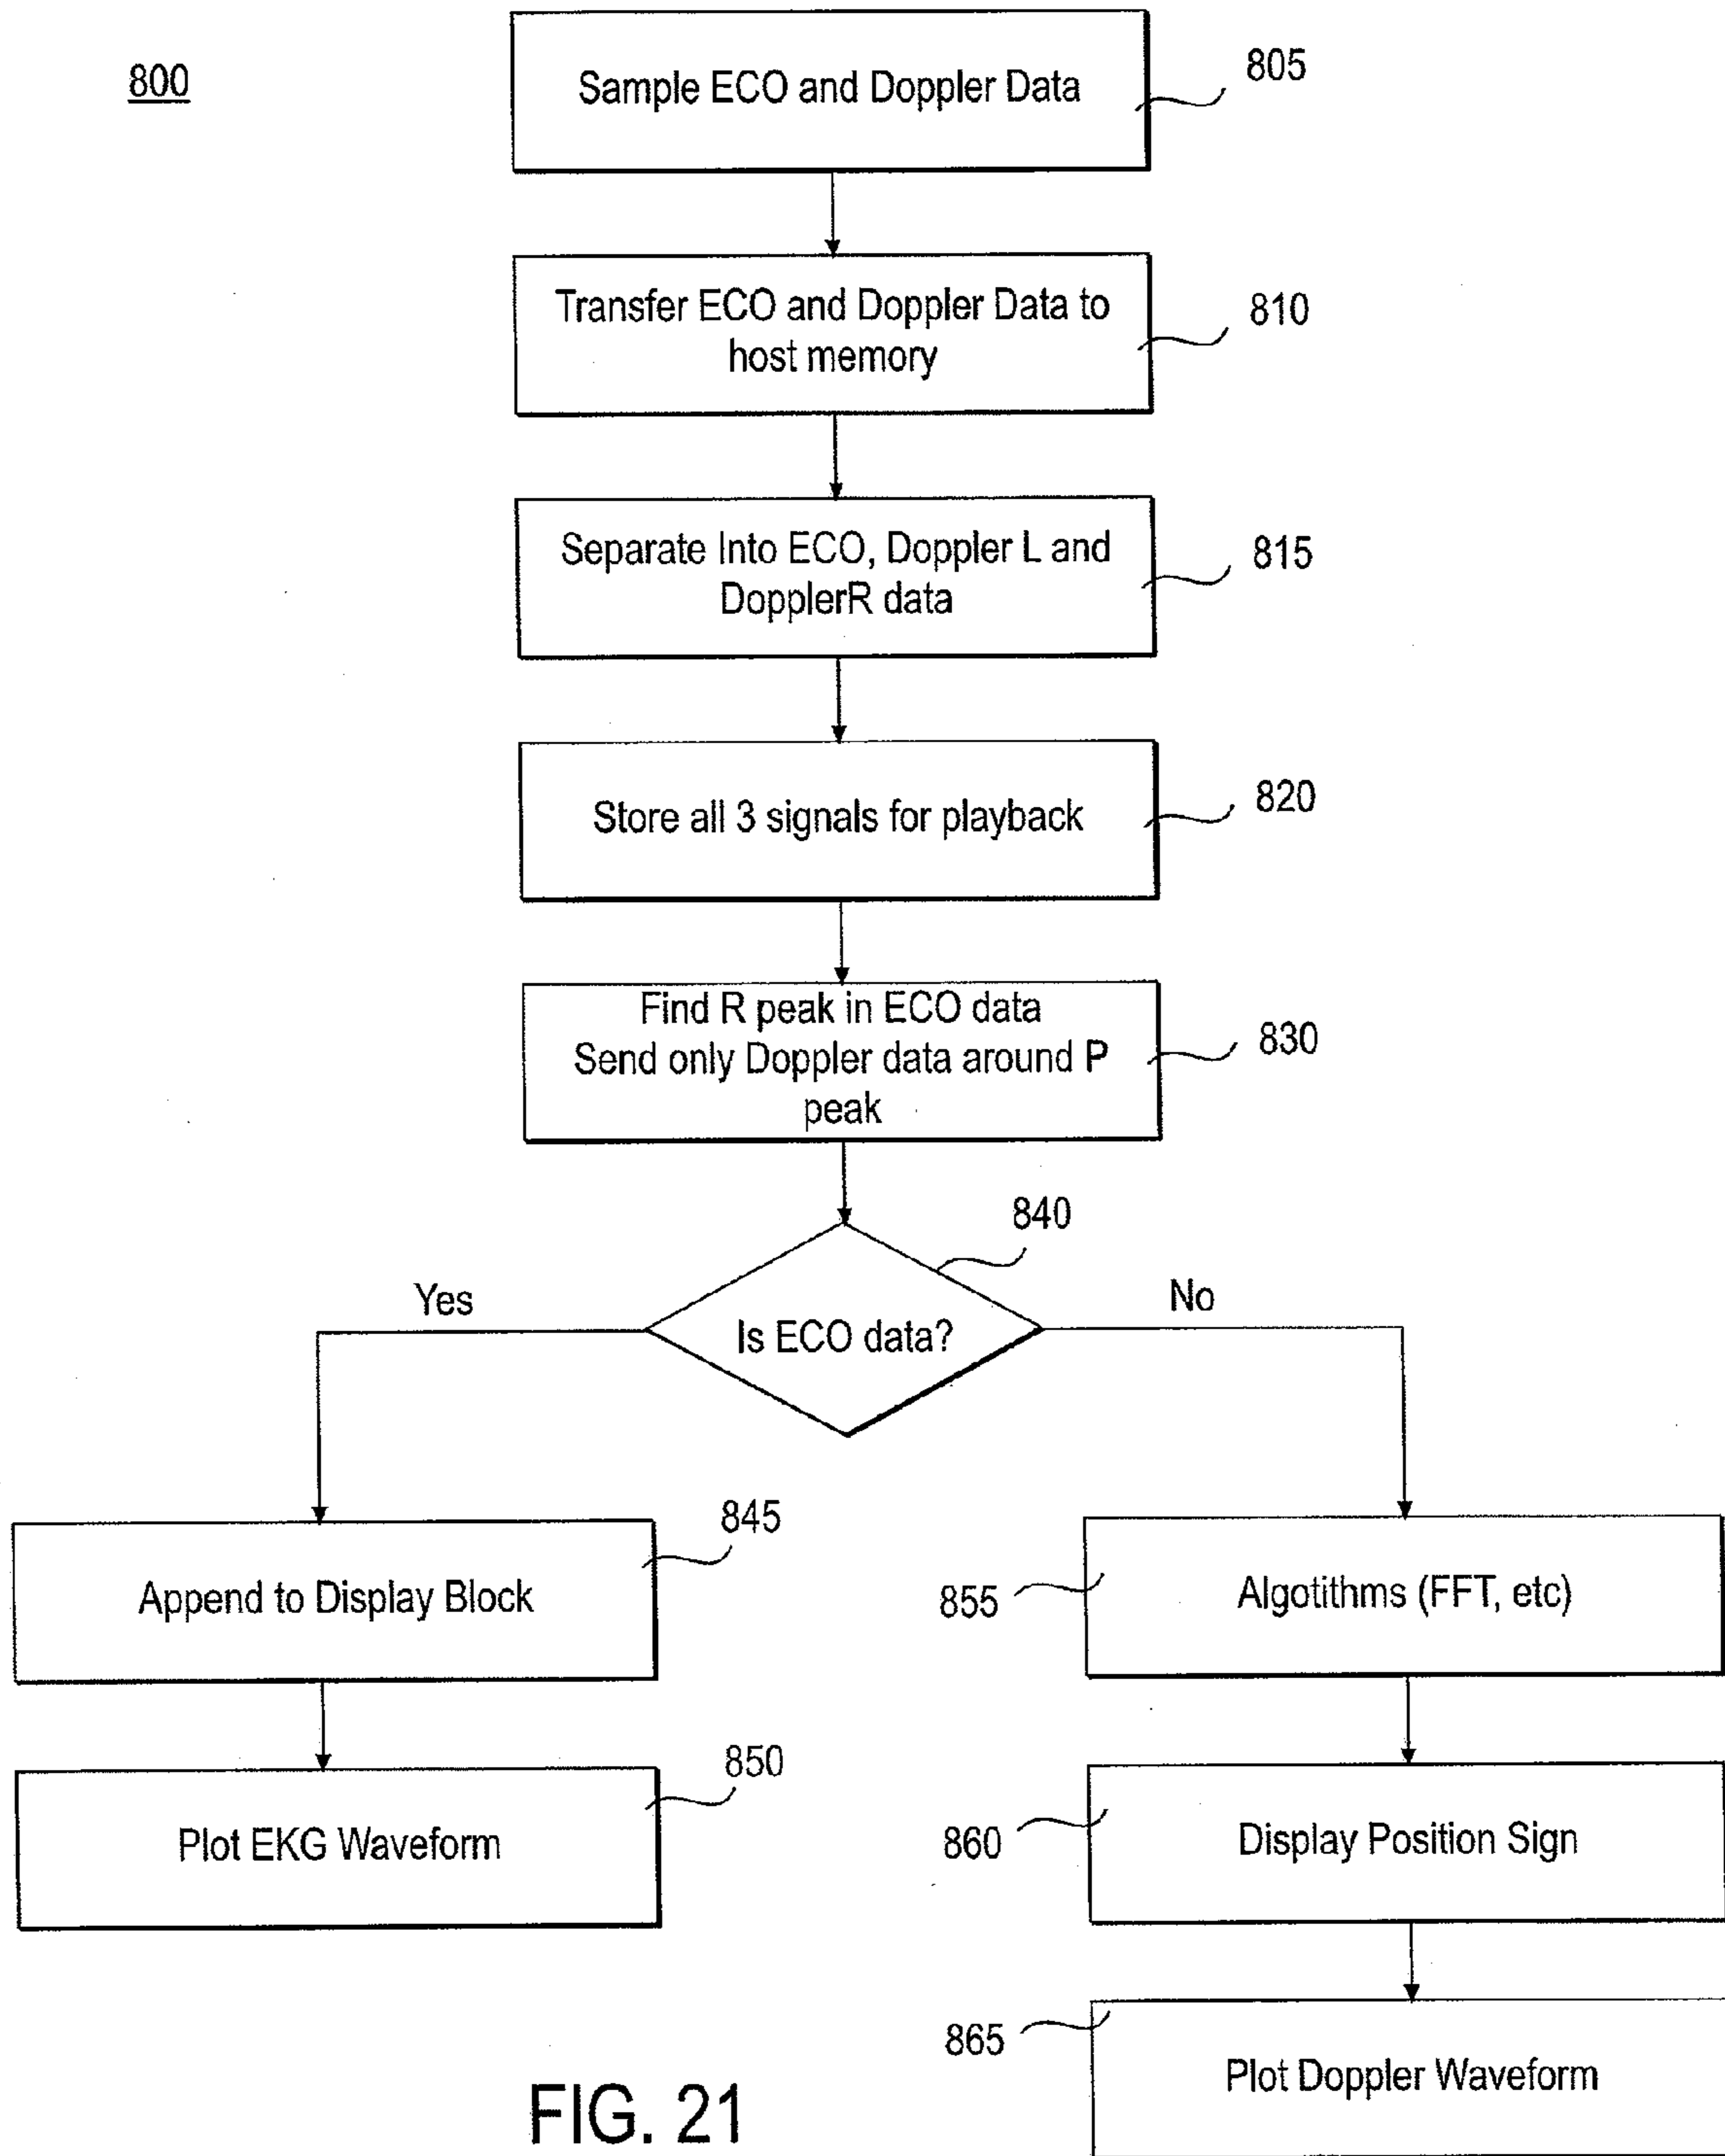 800
Sample ECO and Doppler Data
805
Transfer ECO and Doppler Data to
host memory
810
Separate Into ECO, Doppler L and
DopplerR data
815
Store all 3 signals for playback
820
Find R peak in ECO data
Send only Doppler data around P
peak
830
840
Is ECO data?
Yes
No
845
Append to Display Block
855
Algotithms (FFT, etc)
850
Plot EKG Waveform
860
Display Position Sign
865
Plot Doppler Waveform
FIG. 21